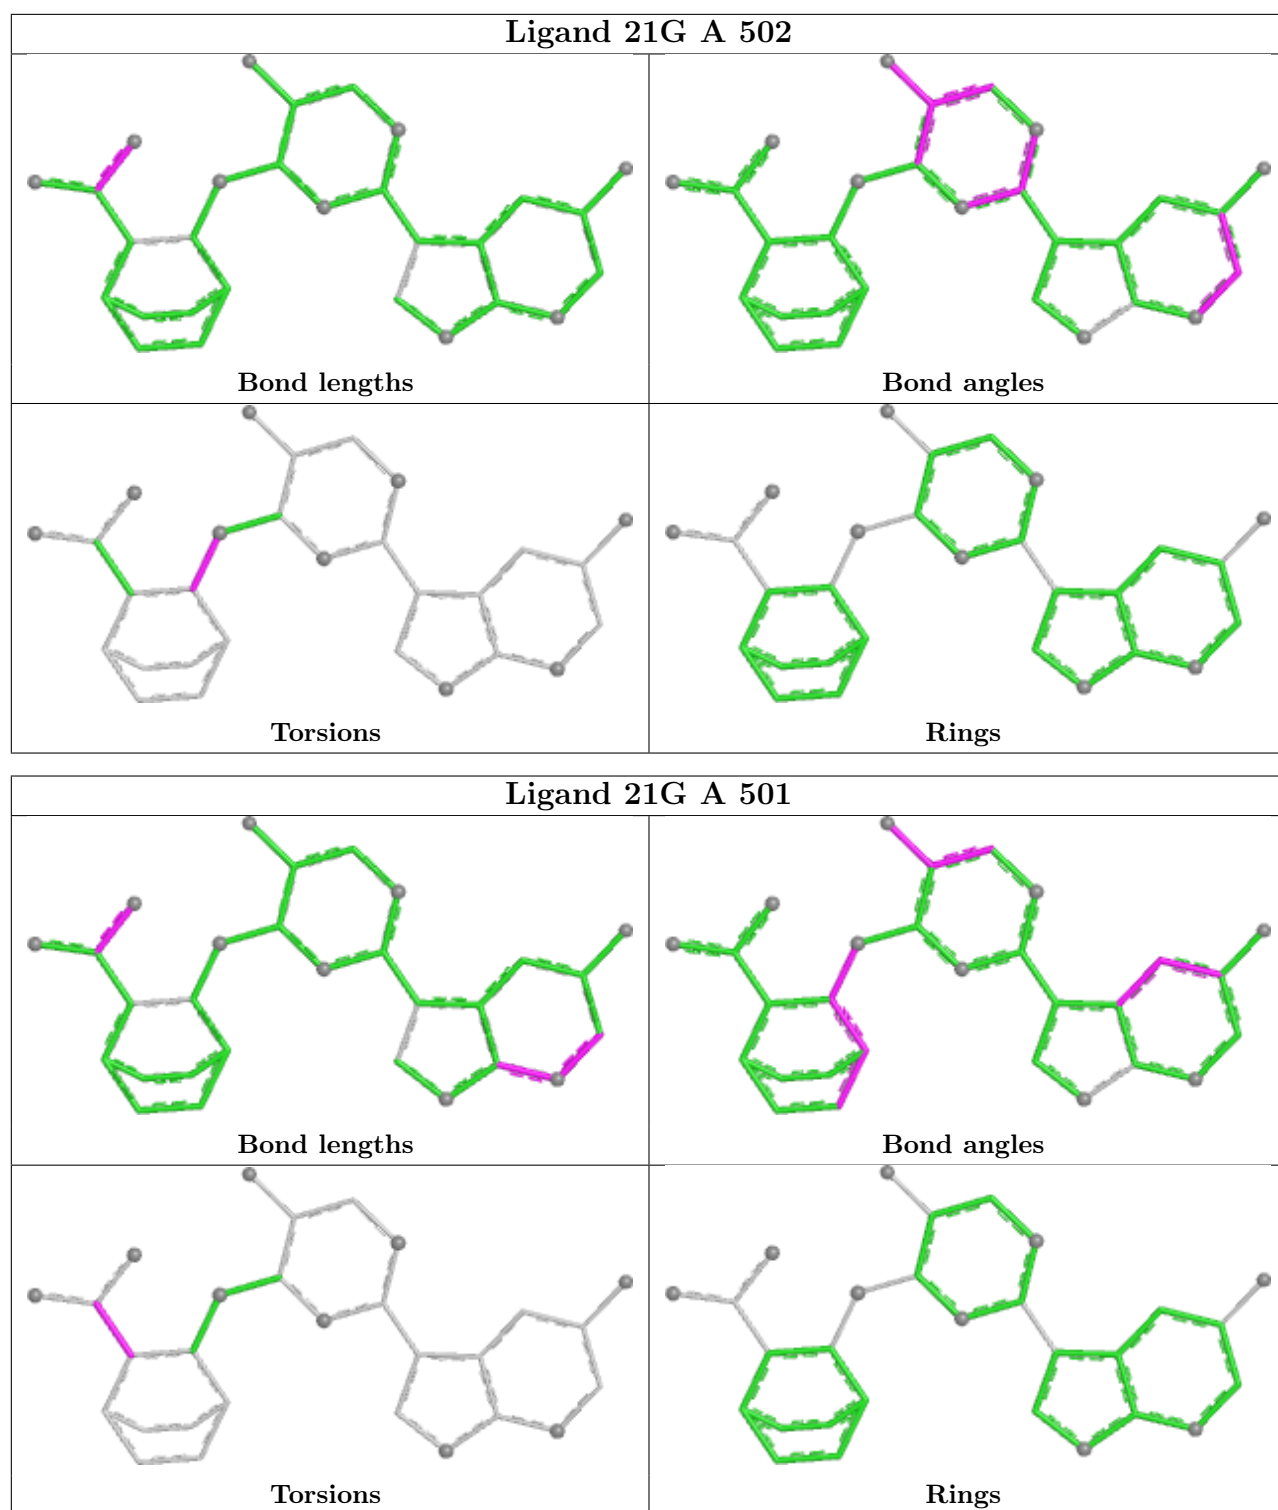 Ligand 21G A 502
Bond lengths
Bond angles
Torsions
Rings
Ligand 21G A 501
Bond lengths
Bond angles
Torsions
Rings